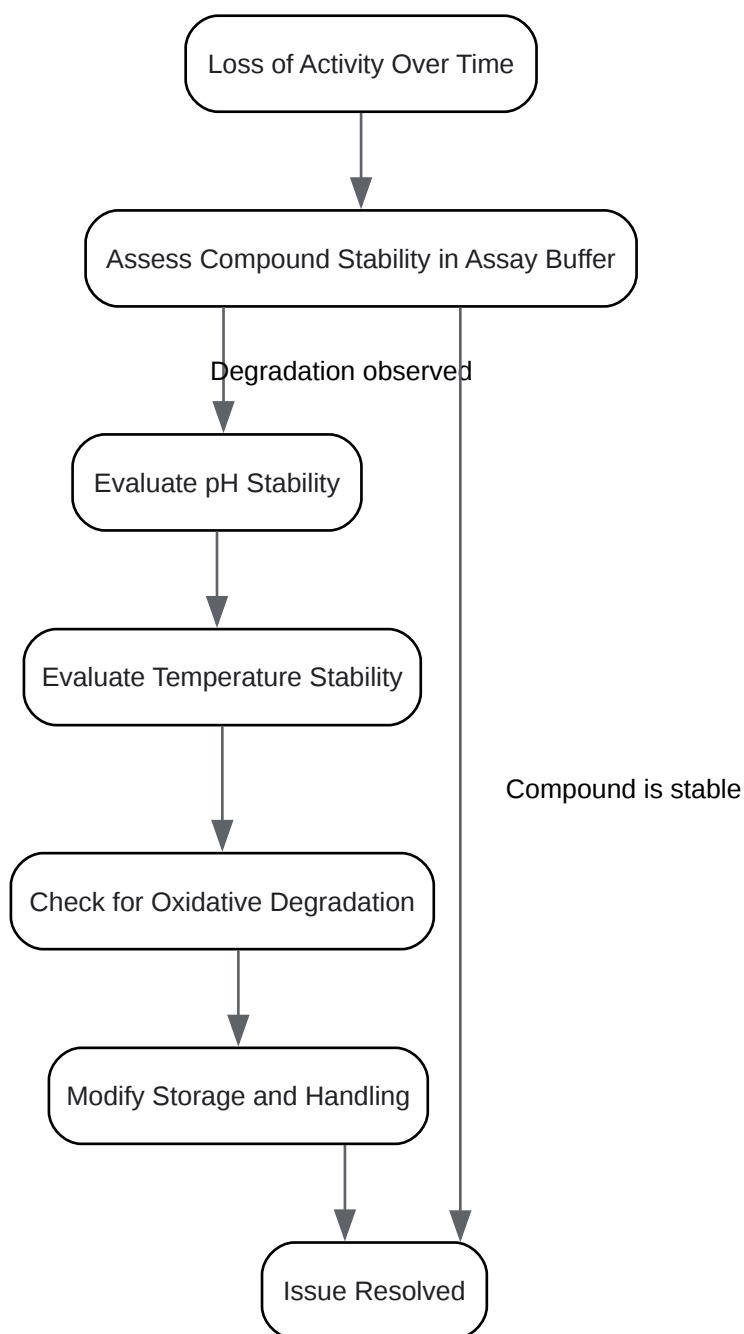 Loss of Activity Over Time
Assess Compound Stability in Assay Buffer
Degradation observed
Evaluate pH Stability
Evaluate Temperature Stability
Compound is stable
Check for Oxidative Degradation
Modify Storage and Handling
Issue Resolved